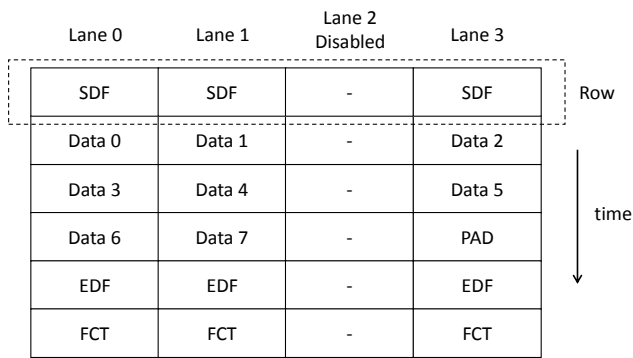 Lane 0 Lane 1 Lane 2 Disabled Lane 3
SDF SDF - SDF Row
Data 0 Data 1 - Data 2
Data 3 Data 4 - Data 5
time
Data 6 Data 7 - PAD
EDF EDF - EDF
FCT FCT - FCT